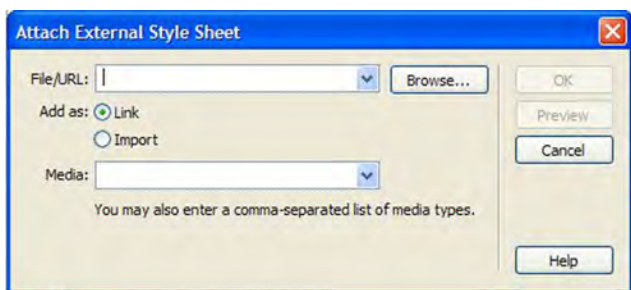 Attach External Style Sheet
File/URL: Browse... OK
Add as: Link Preview
Import Cancel
Media:
You may also enter a comma-separated list of media types.
Help